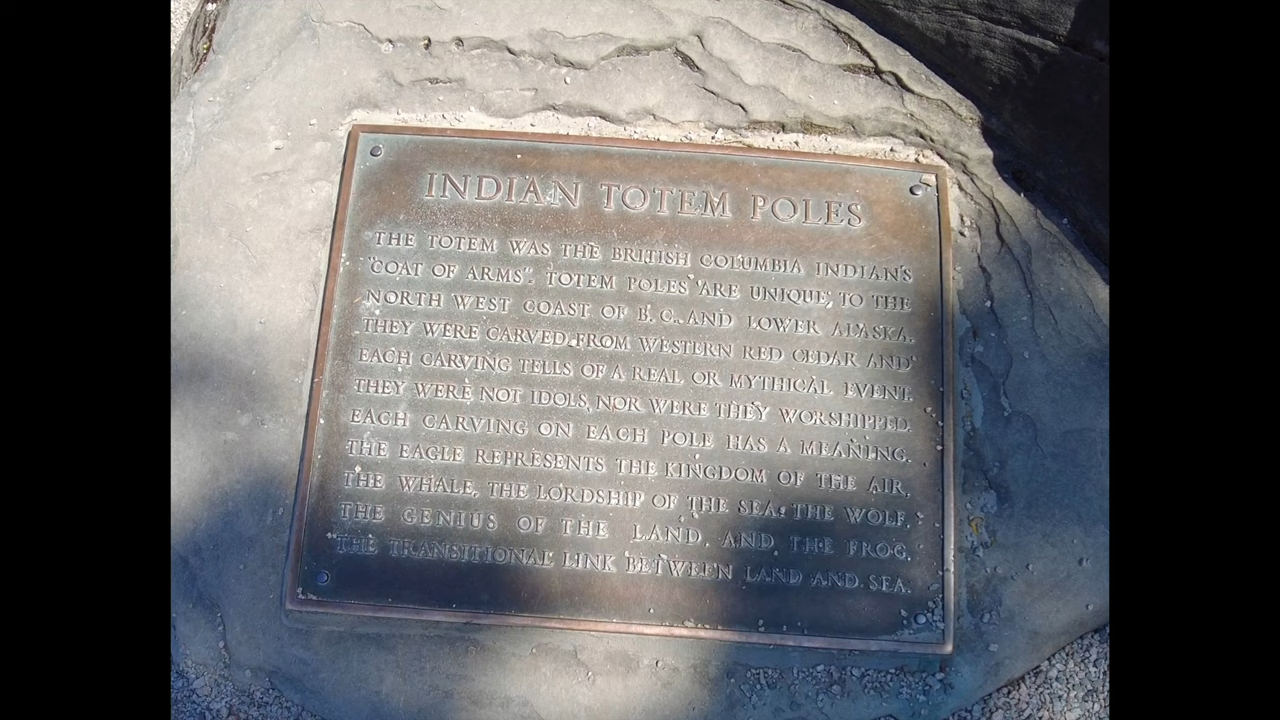 INDIAN TOTEM POLES
THE TOTEM WAS THE BRITISH COLUMBIA INDIAN'S
"COAT OF ARMS". TOTEM POLES ARE UNIQUE TO THE
NORTH WEST COAST OF B.C. AND LOWER ALASKA.
THEY WERE CARVED FROM WESTERN RED CEDAR AND
EACH CARVING TELLS OF A REAL OR MYTHICAL EVENT.
THEY WERE NOT IDOLS, NOR WERE THEY WORSHIPPED.
EACH CARVING ON EACH POLE HAS A MEANING.
THE EAGLE REPRESENTS THE KINGDOM OF THE AIR,
THE WHALE, THE LORDSHIP OF THE SEA, THE WOLF,
THE GENIUS OF THE LAND, AND THE FROG,
THE TRANSITIONAL LINK BETWEEN LAND AND SEA.